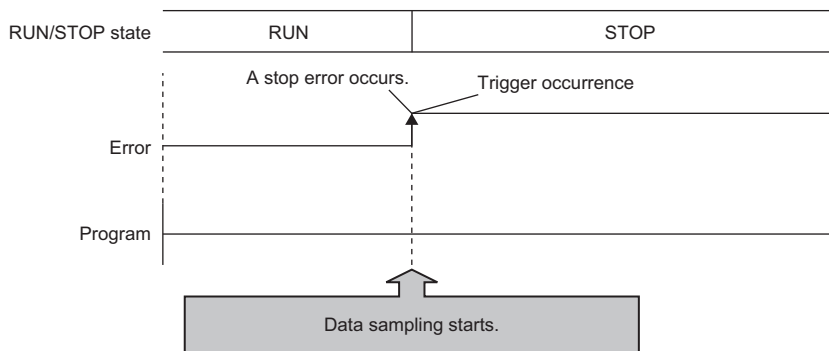 RUN/STOP state
RUN
STOP
A stop error occurs.
Trigger occurrence
Error
Program
Data sampling starts.